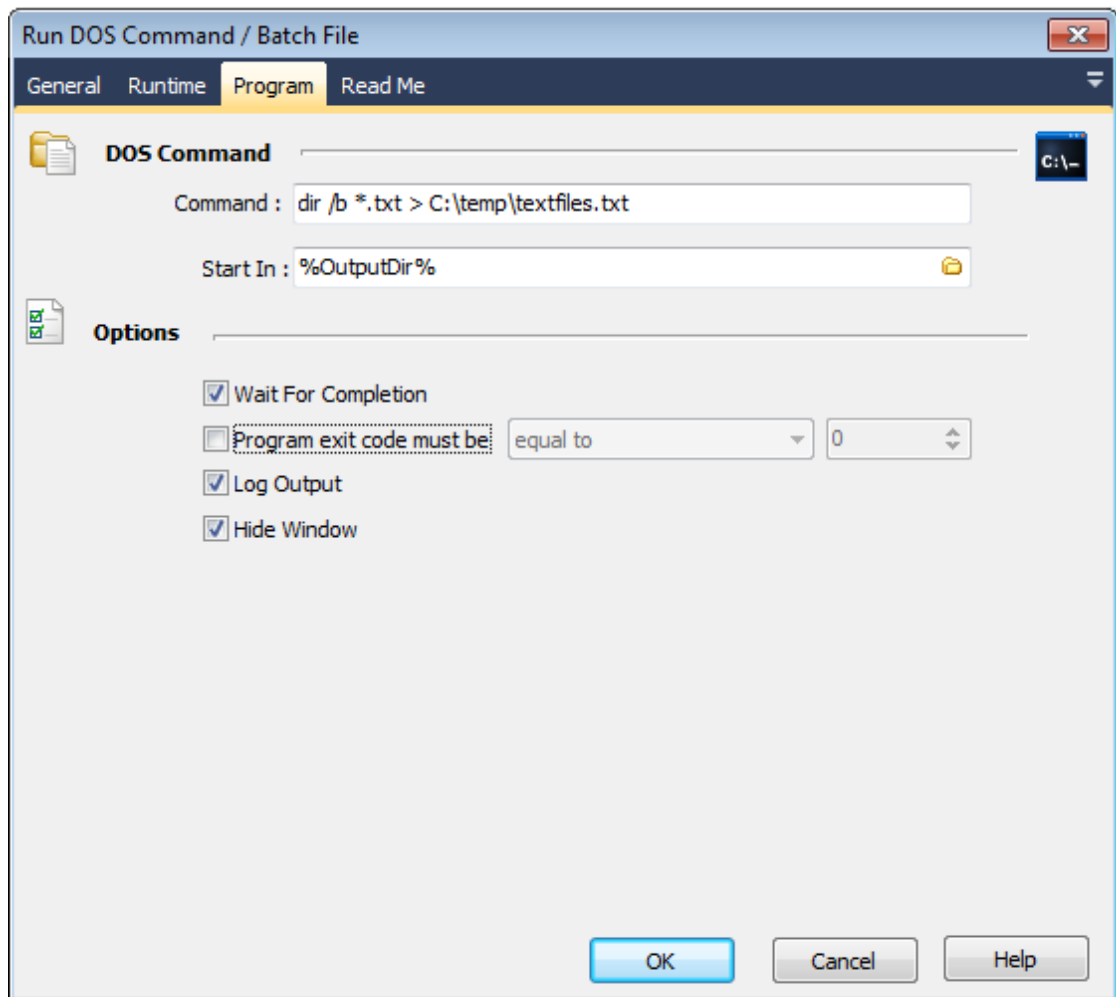 Run DOS Command / Batch File
General Runtime Program Read Me
DOS Command
C:\_
Command : dir /b *.txt > C:\temp\textfiles.txt
Start In : %OutputDir%
Options
Wait For Completion
Program exit code must be equal to 0
Log Output
Hide Window
OK Cancel Help